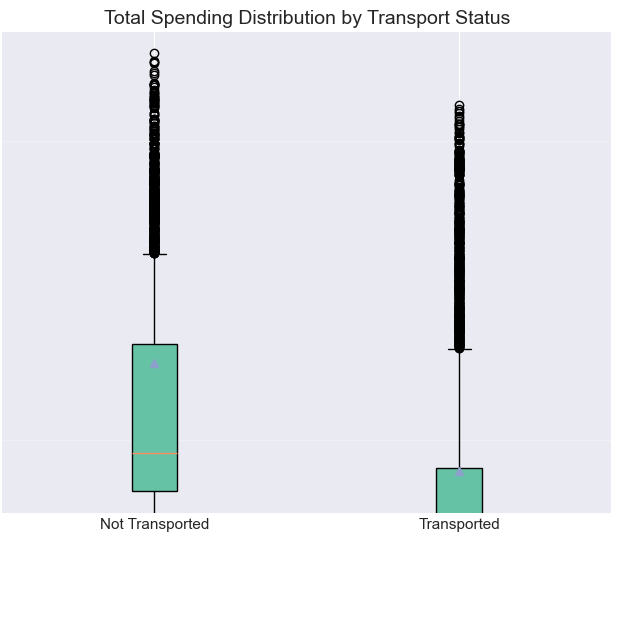 Total Spending Distribution by Transport Status
Not Transported
Transported